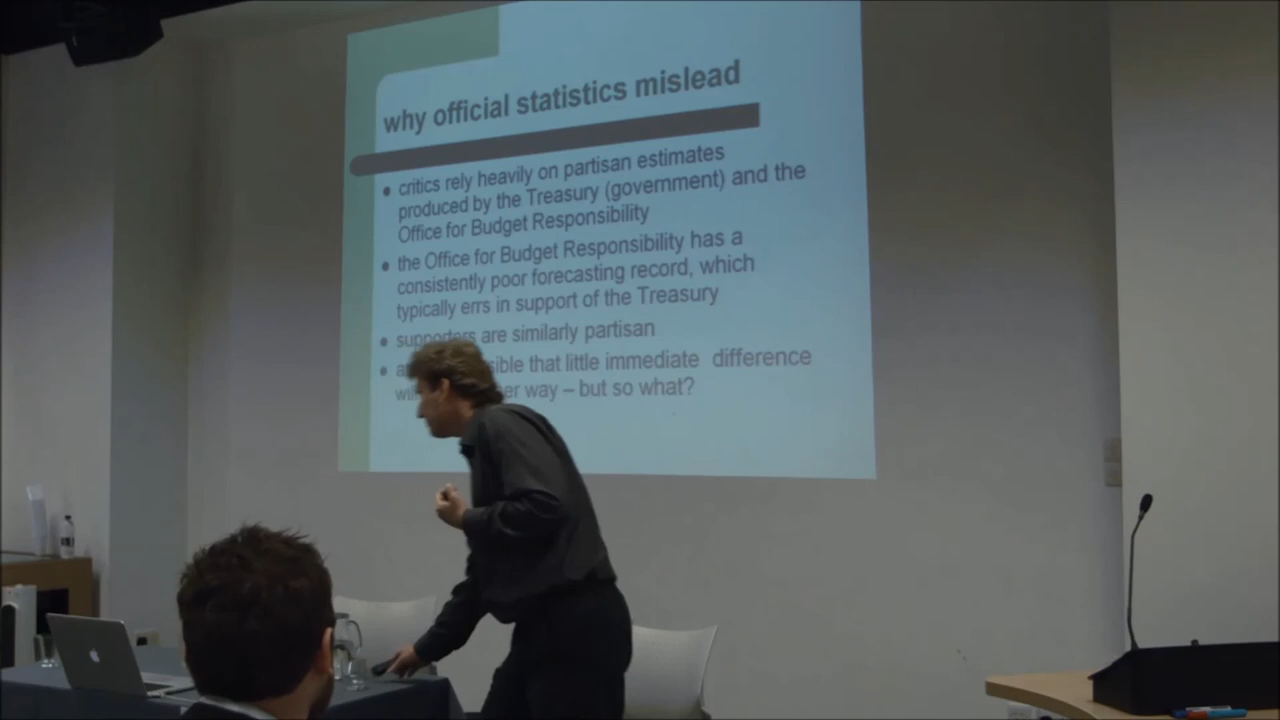 why official statistics mislead
critics rely heavily on partisan estimates
produced by the Treasury (government) and the
Office for Budget Responsibility
the Office for Budget Responsibility has a
consistently poor forecasting record, which
typically errs in support of the Treasury
supporters are similarly partisan
that little immediate difference
way – but so what?